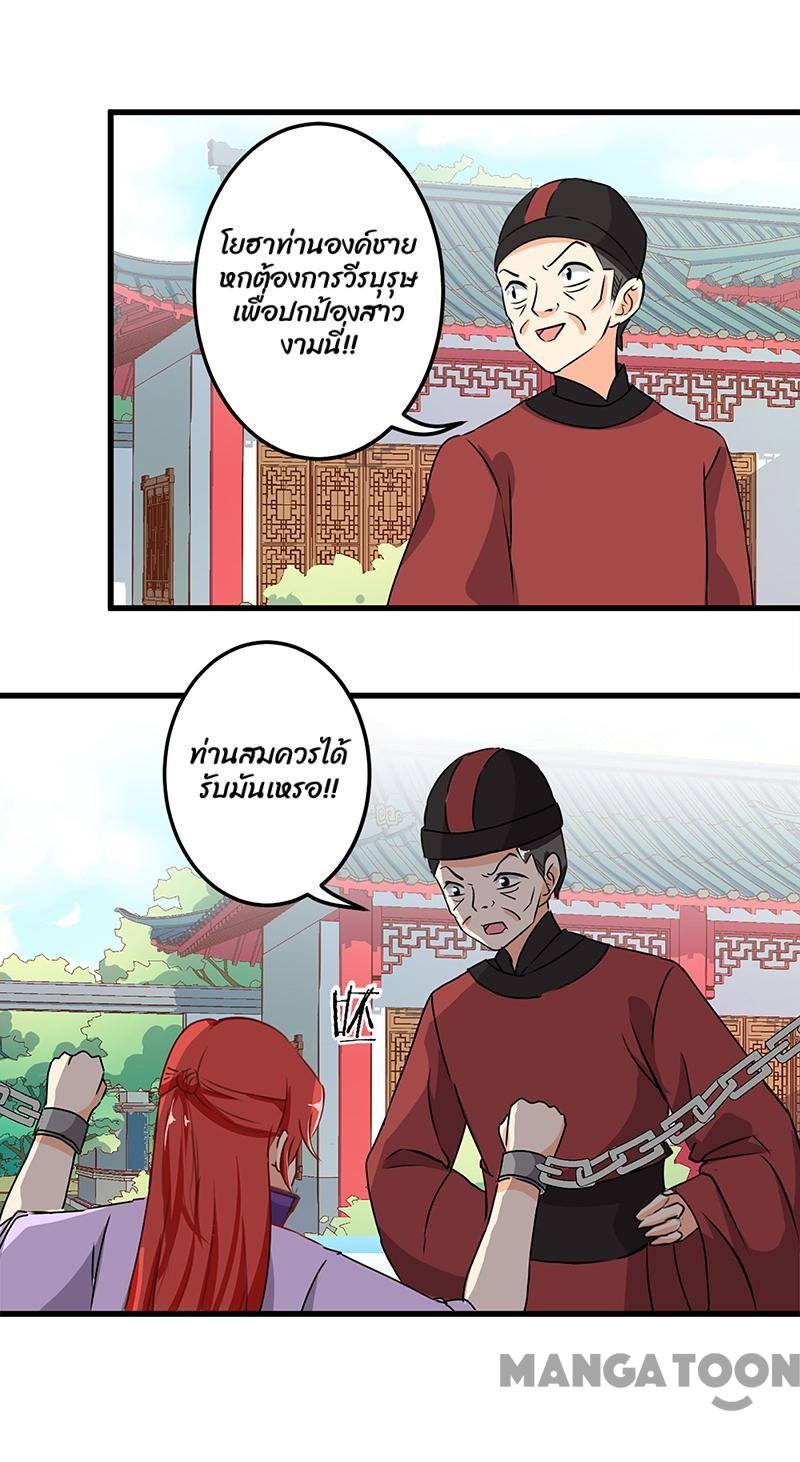 โยฮาท่านองค์ชาย
หกต้องการวีรบุรุษ
เพื่อปกป้องสาว
งามนี่!!
ท่านสมควรได้
รับมันเหรอ!!
呸
MANGATOON